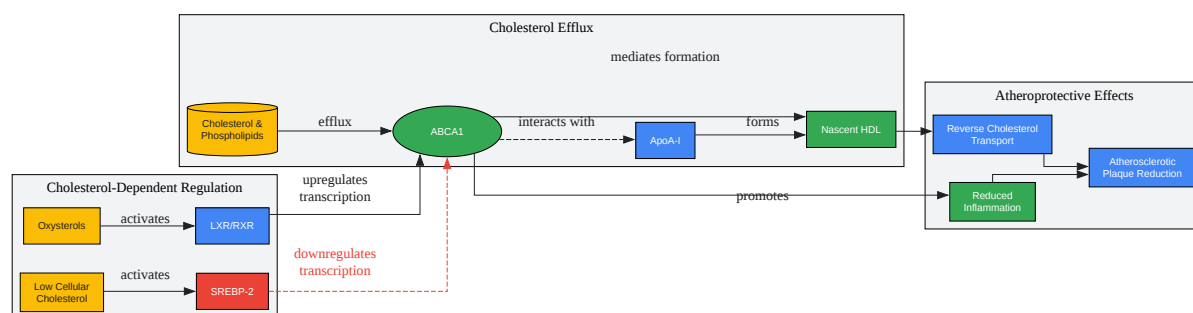 Cholesterol Efflux
mediates formation
Cholesterol &
Phospholipids
efflux
ABCA1
interacts with
ApoA-I
forms
Nascent HDL
Atheroprotective Effects
Reverse Cholesterol
Transport
Atherosclerotic
Plaque Reduction
Reduced
Inflammation
promotes
Cholesterol-Dependent Regulation
upregulates
transcription
Oxysterols
activates
LXR/RXR
downregulates
transcription
Low Cellular
Cholesterol
activates
SREBP-2